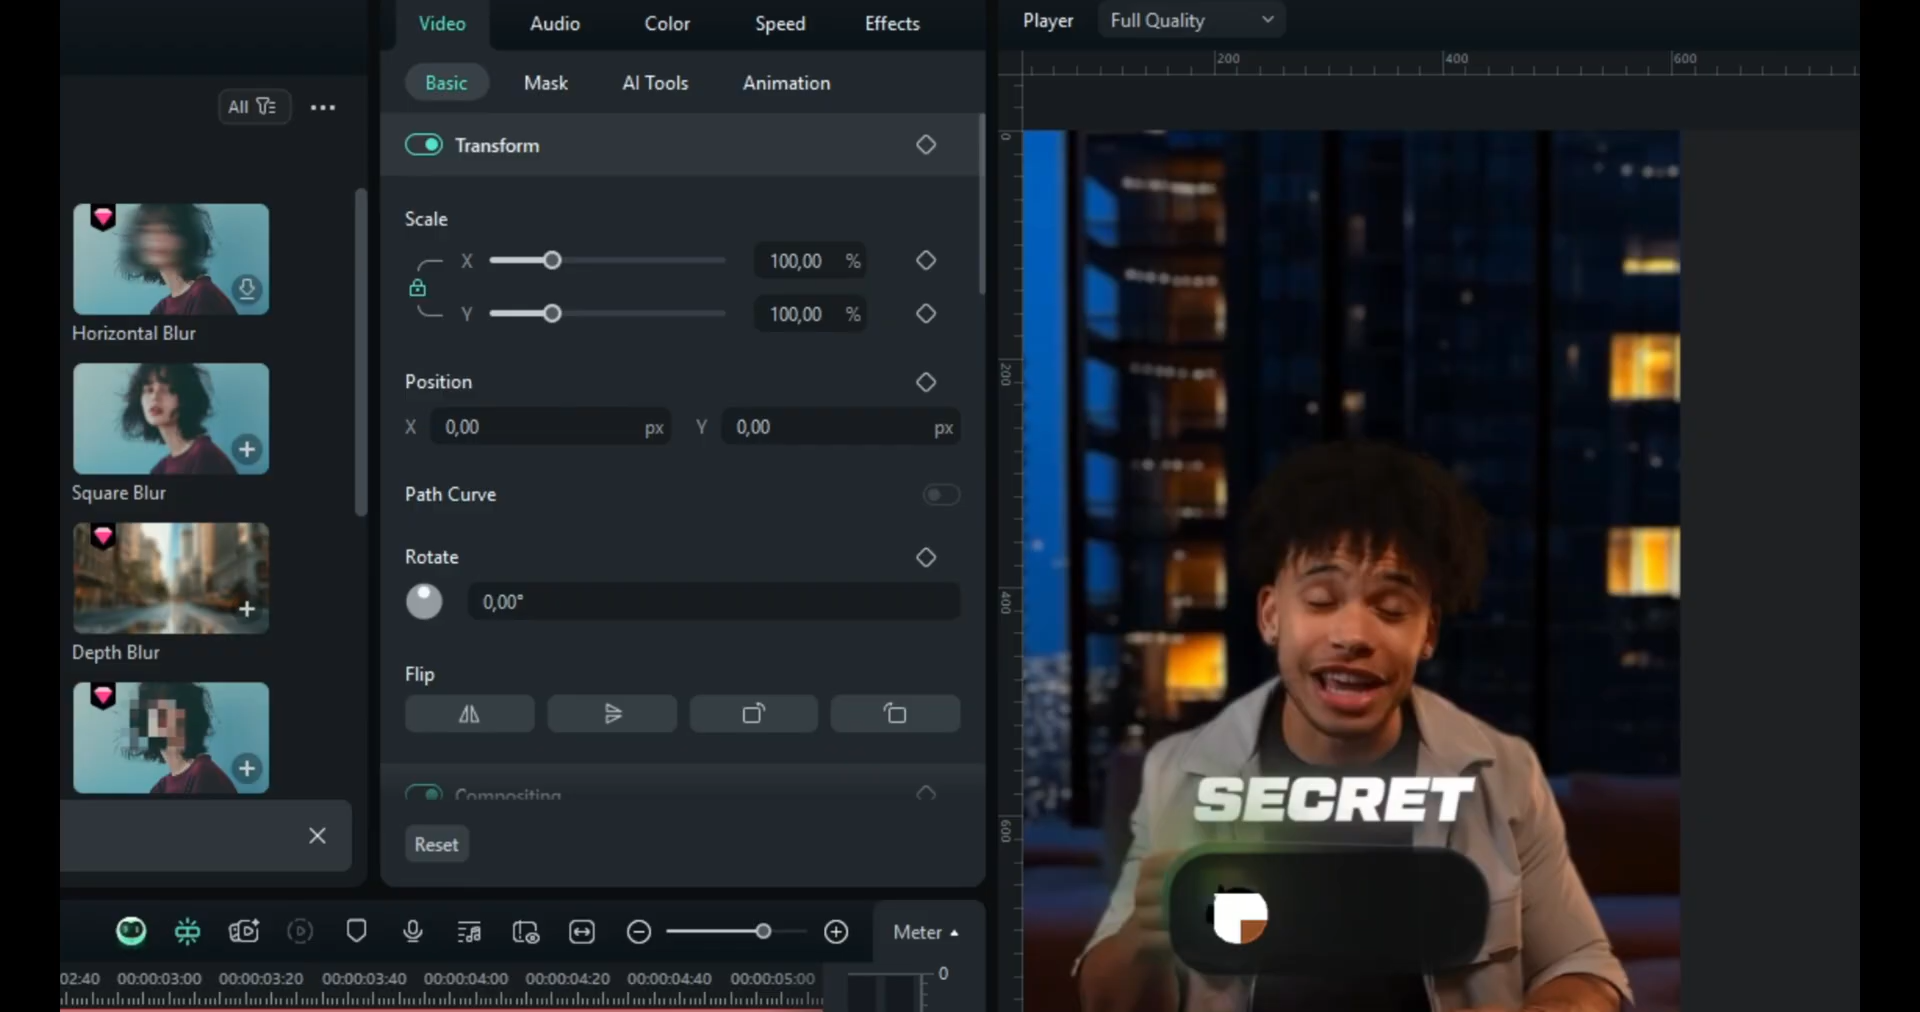 Video Audio Color Speed Effects
Player Full Quality
Basic Mask AI Tools Animation
All
Transform
Scale
X 100,00 %
Y 100,00 %
Position
X 0,00 px Y 0,00 px
Path Curve
Rotate
0,00°
Flip
Compositing
Reset
Horizontal Blur
Square Blur
Depth Blur
Meter
02:40 00:00:03:00 00:00:03:20 00:00:03:40 00:00:04:00 00:00:04:20 00:00:04:40 00:00:05:00
0
200 400 600
0
200
400
600
SECRET